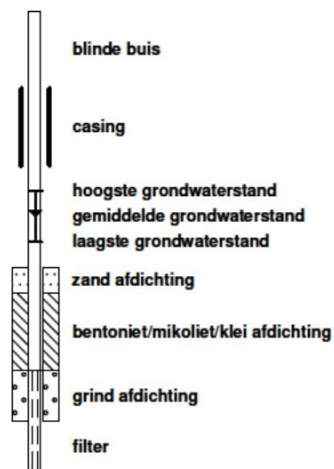 blinde buis
casing
hoogste grondwaterstand
gemiddelde grondwaterstand
laagste grondwaterstand
zand afdichting
bentoniet/mikoliet/klei afdichting
grind afdichting
filter